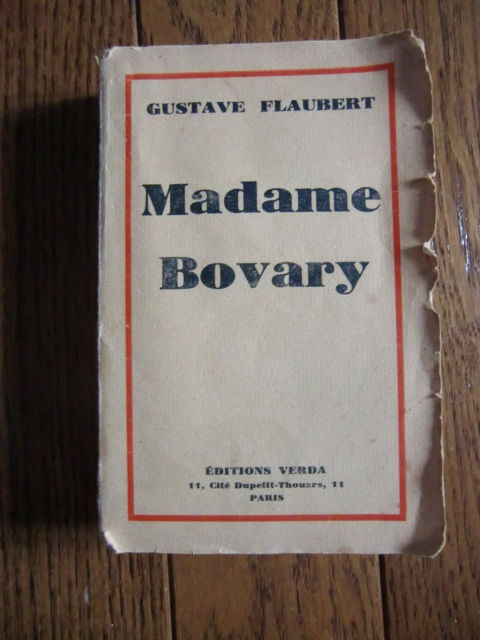 GUSTAVE FLAUBERT
Madame
Bovary
ÉDITIONS VERDA
11, Cité Dupetit-Thouars, 11
PARIS